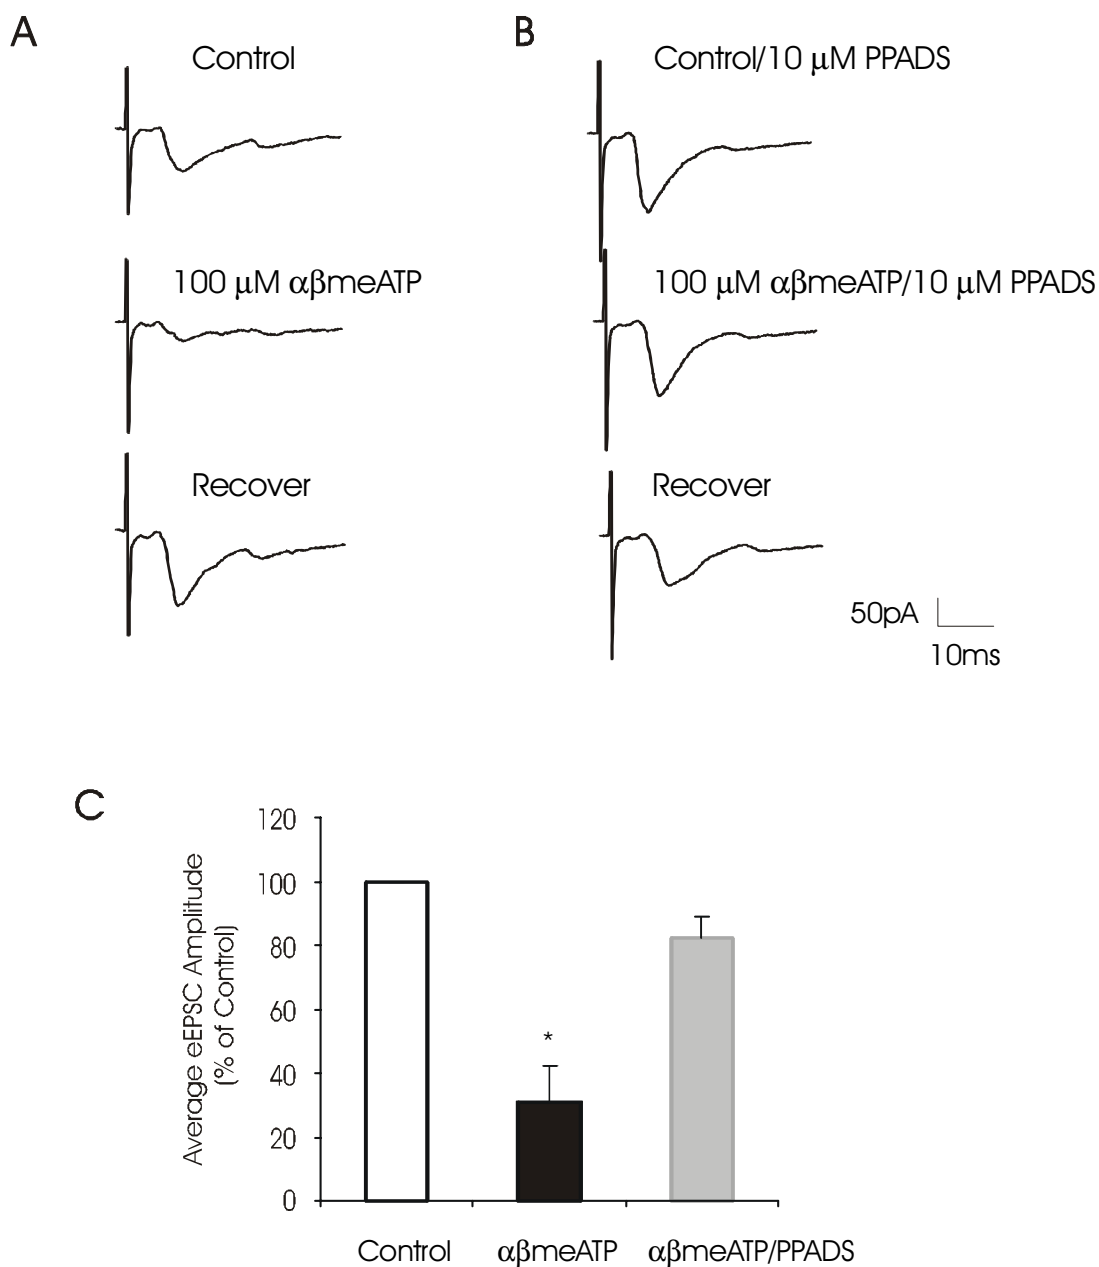 A
Control
100 μM αβmeATP
Recover
B
Control/10 μM PPADS
100 μM αβmeATP/10 μM PPADS
Recover
50pA
10ms
C
Average eEPSC Amplitude
(% of Control)
120
100
80
60
40
20
0
*
Control
αβmeATP
αβmeATP/PPADS